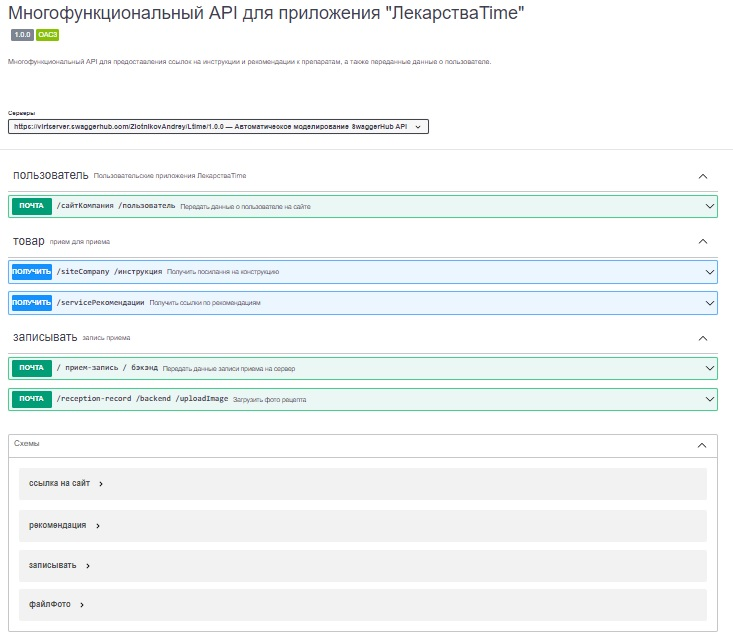 Многофункциональный API для приложения "ЛекарстваTime"
1.0.0 OAC3
Многофункциональный API для предоставления ссылок на инструкции и рекомендации к препаратам, а также переданные данные о пользователе.
Серверы
https://virtserver.swaggerhub.com/ZlotnikovAndrey/Ltime/1.0.0 — Автоматическое моделирование SwaggerHub API
пользователь Пользовательские приложения ЛекарстваTime
ПОЧТА /сайтКомпания /пользователь Передать данные о пользователе на сайте
товар прием для приема
ПОЛУЧИТЬ /siteCompany /инструкция Получить посилания на конструкцию
ПОЛУЧИТЬ /serviceРекомендации Получить ссылки по рекомендациям
записывать запись приема
ПОЧТА / прием-запись / бэкэнд Передать данные записи приема на сервер
ПОЧТА /reception-record /backend /uploadImage Загрузить фото рецепта
Схемы
ссылка на сайт
рекомендация
записывать
файлФото